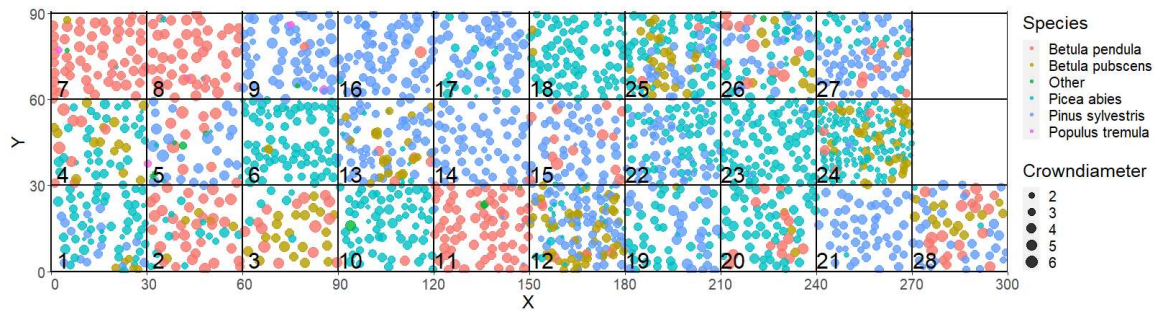 90
60
30
0
Y
7 8 9 16 17 18 25 26 27
4 5 6 13 14 15 22 23 24
1 2 3 10 11 12 19 20 21 28
0 30 60 90 120 150 180 210 240 270 300
X
Species
Betula pendula
Betula pubscens
Other
Picea abies
Pinus sylvestris
Populus tremula
Crowndiameter
2
3
4
5
6